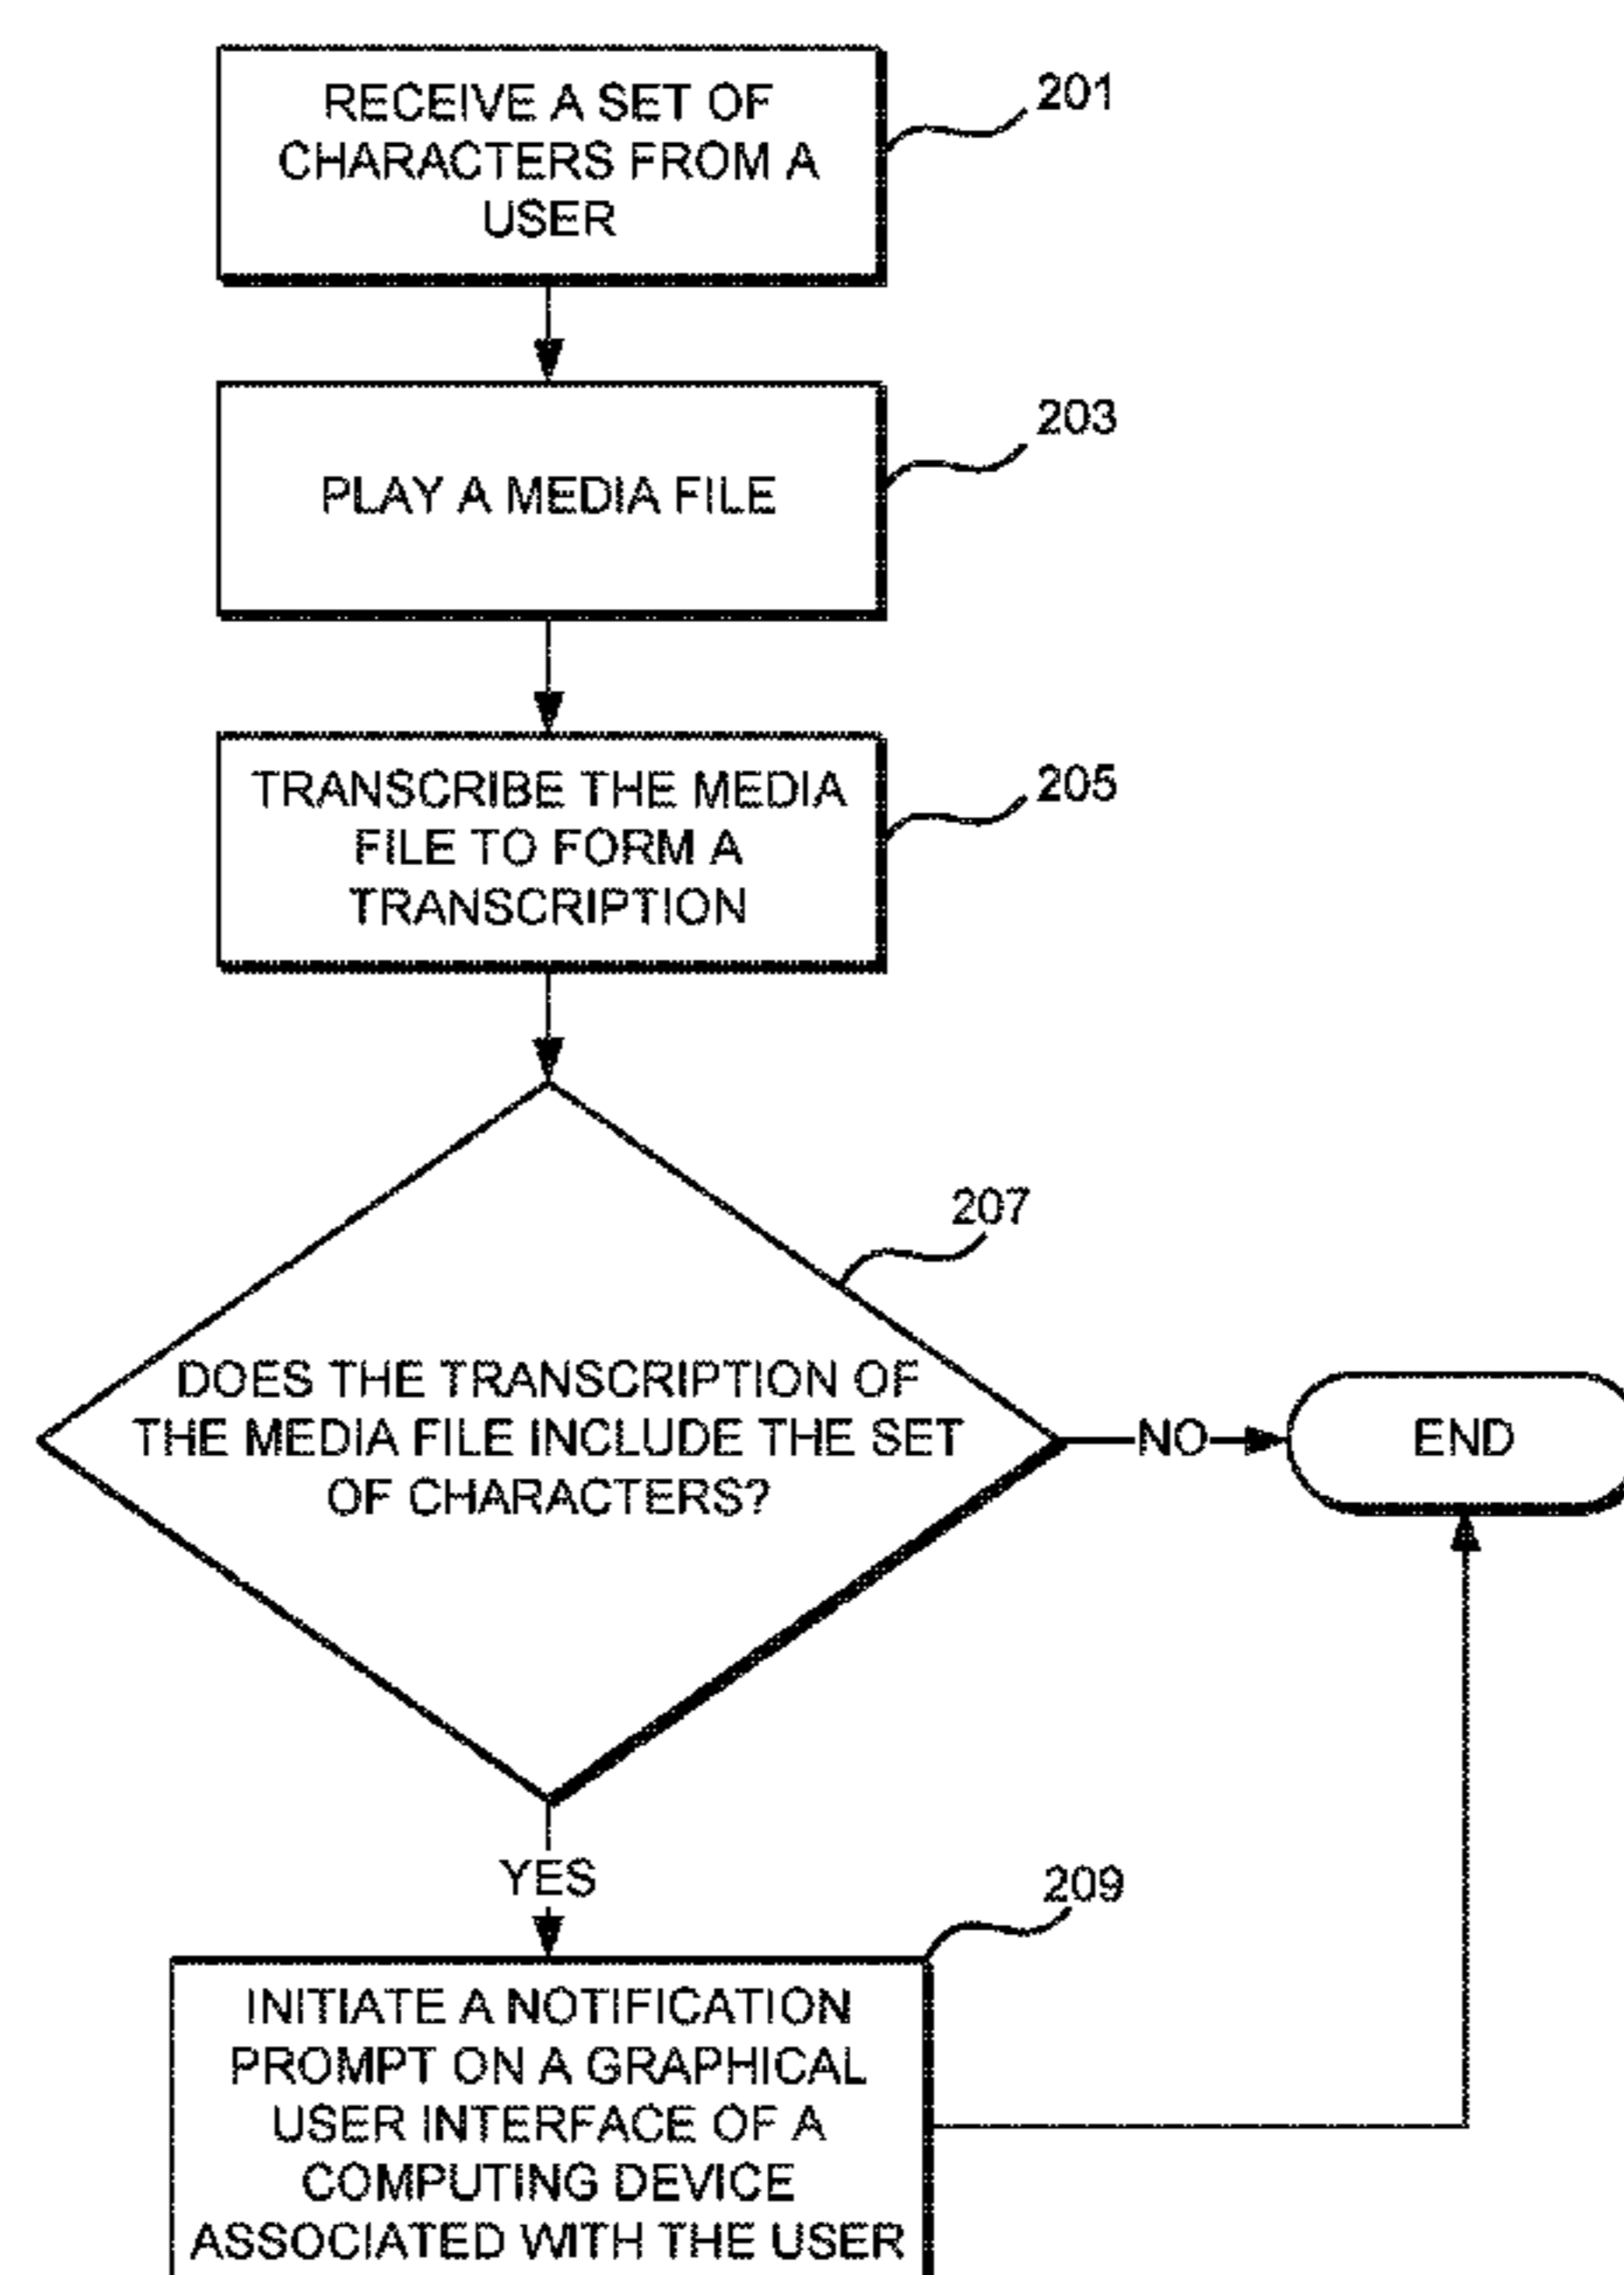 RECEIVE A SET OF
CHARACTERS FROM A
USER
201
PLAY A MEDIA FILE
203
TRANSCRIBE THE MEDIA
FILE TO FORM A
TRANSCRIPTION
205
207
DOES THE TRANSCRIPTION OF
THE MEDIA FILE INCLUDE THE SET
OF CHARACTERS?
NO
END
YES
209
INITIATE A NOTIFICATION
PROMPT ON A GRAPHICAL
USER INTERFACE OF A
COMPUTING DEVICE
ASSOCIATED WITH THE USER